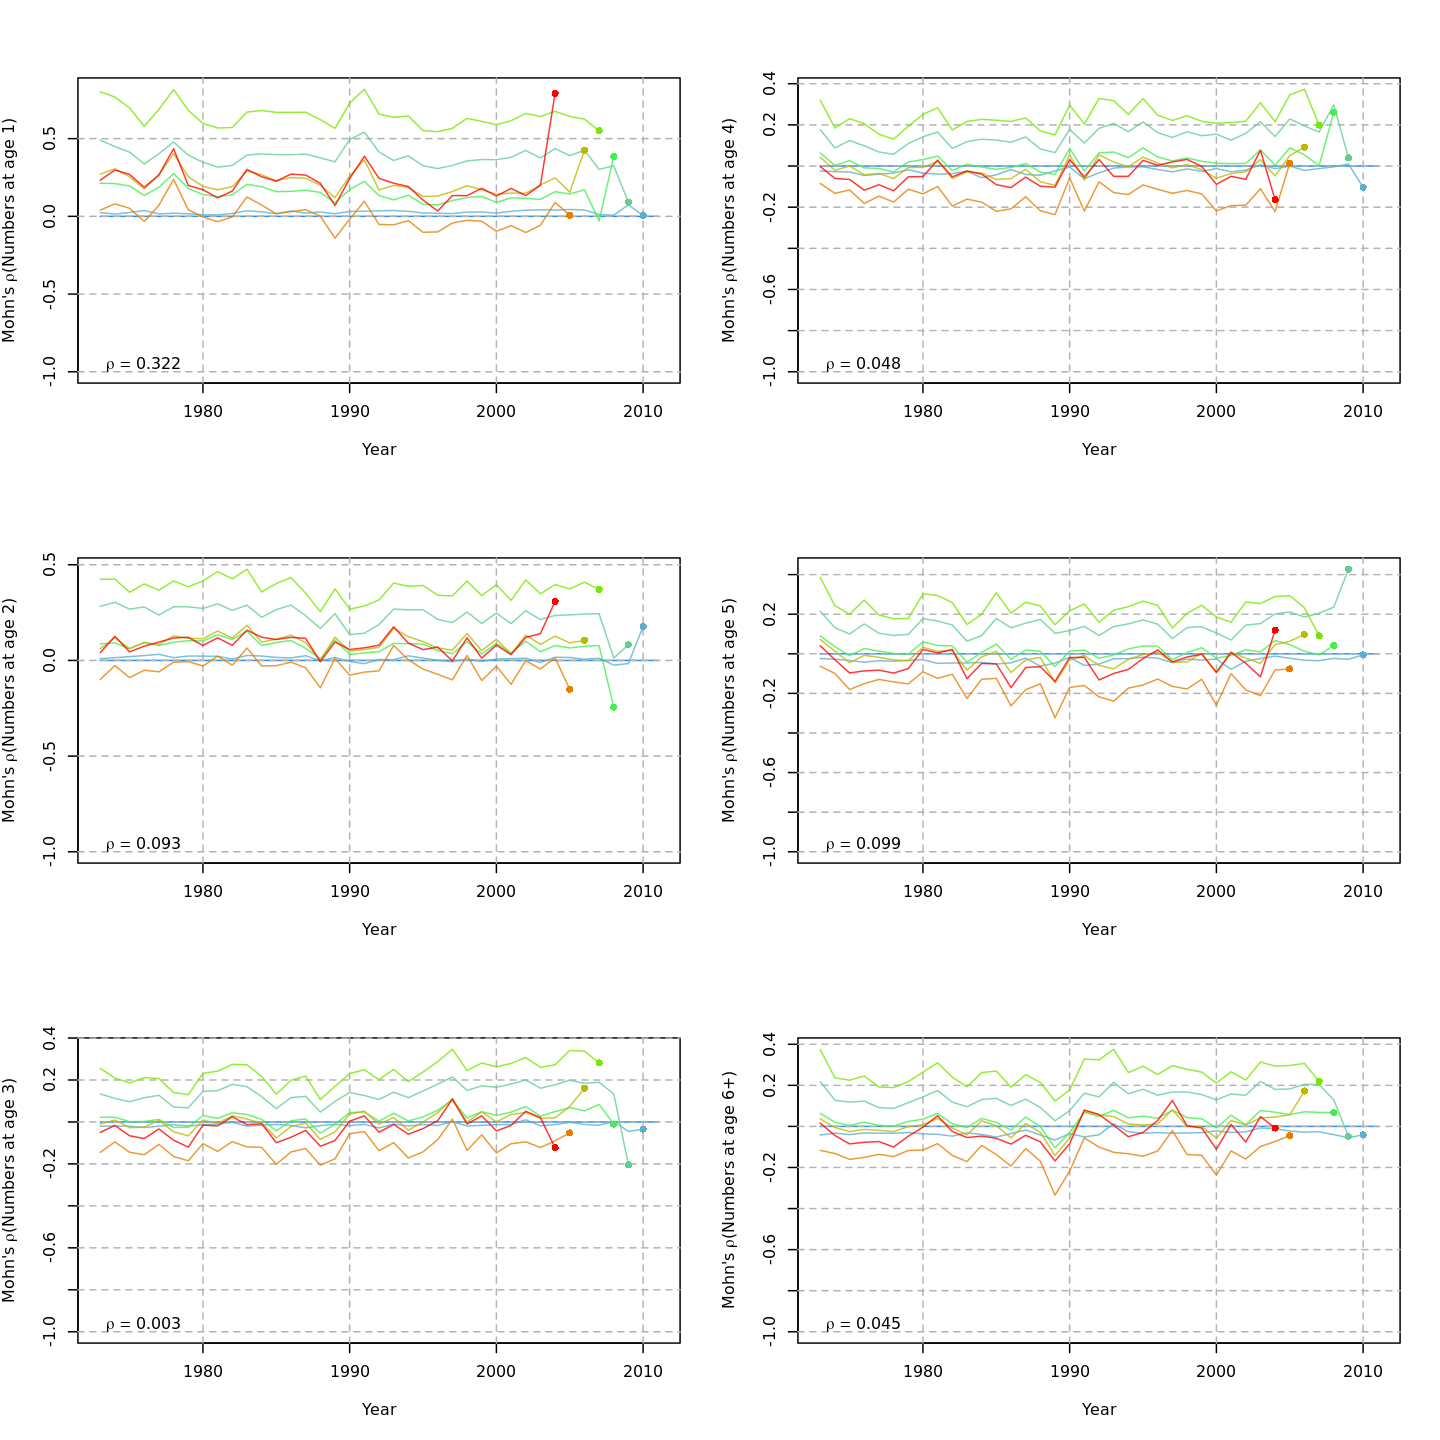 Mohn's ρ(Numbers at age 1)
0.5
0.0
-0.5
-1.0
ρ = 0.322
1980 1990 2000 2010
Year
Mohn's ρ(Numbers at age 4)
0.4
0.2
-0.2
-0.6
-1.0
ρ = 0.048
1980 1990 2000 2010
Year
Mohn's ρ(Numbers at age 2)
0.5
0.0
-0.5
-1.0
ρ = 0.093
1980 1990 2000 2010
Year
Mohn's ρ(Numbers at age 5)
0.2
-0.2
-0.6
-1.0
ρ = 0.099
1980 1990 2000 2010
Year
Mohn's ρ(Numbers at age 3)
0.4
0.2
-0.2
-0.6
-1.0
ρ = 0.003
1980 1990 2000 2010
Year
Mohn's ρ(Numbers at age 6+)
0.4
0.2
-0.2
-0.6
-1.0
ρ = 0.045
1980 1990 2000 2010
Year